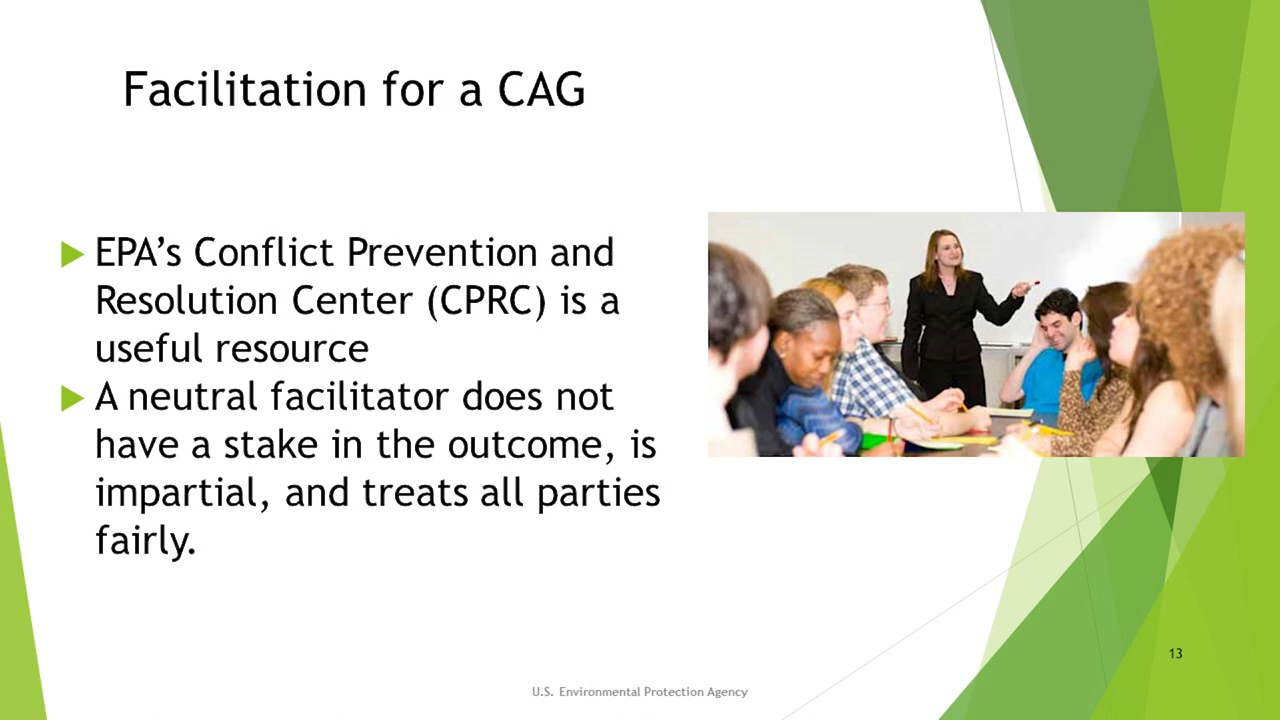 Facilitation for a CAG
EPA’s Conflict Prevention and
Resolution Center (CPRC) is a
useful resource
A neutral facilitator does not
have a stake in the outcome, is
impartial, and treats all parties
fairly.
13
U.S. Environmental Protection Agency